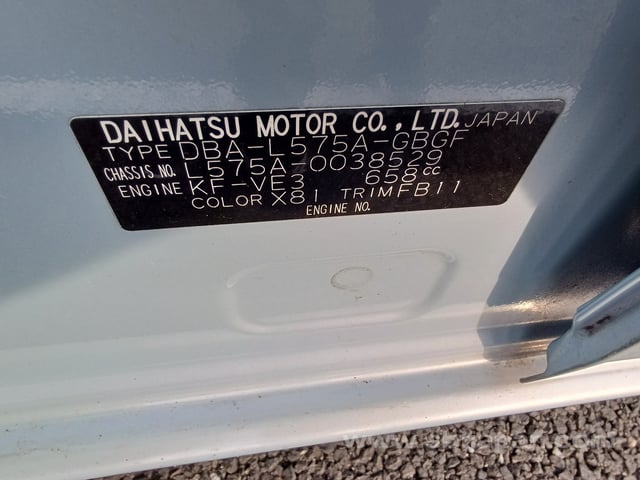 DAIHATSU MOTOR CO., LTD. JAPAN
TYPE DBA-L575A-GBGF
CHASSIS NO. L575A-0038529
ENGINE KF-VE3 658cc
COLOR X81 TRIM FB11
ENGINE NO.